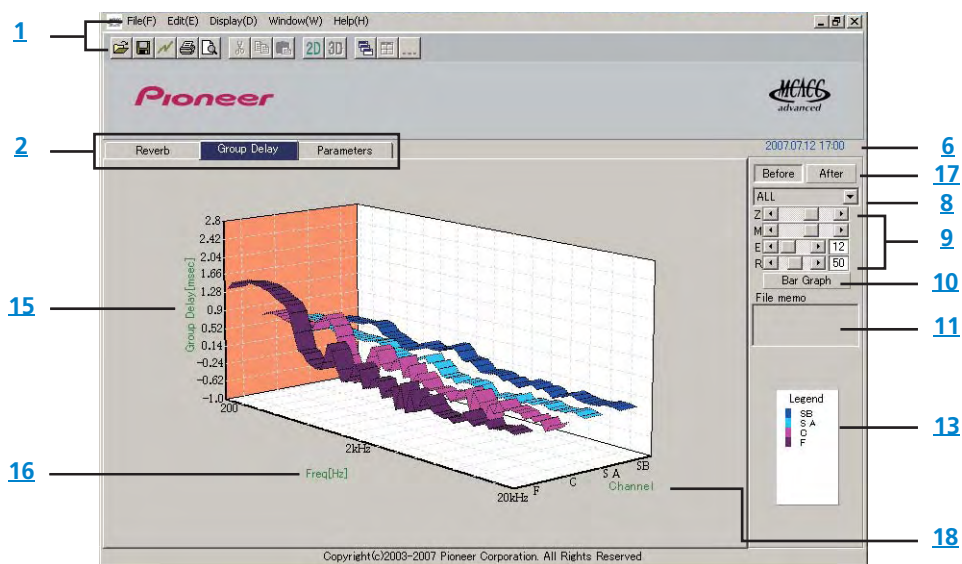 1
File(F) Edit(E) Display(D) Window(W) Help(H)
2D 3D ...
Pioneer
MCACC
advanced
2
Reverb Group Delay Parameters
2007.07.12 17:00
6
Before After
17
ALL
8
Z
M
E 12
R 50
9
Bar Graph
10
File memo
11
15
Group Delay[msec]
2.8
2.42
2.04
1.66
1.28
0.9
0.52
0.14
-0.24
-0.62
-1.0
200
2kHz
20kHz
16
Freq[Hz]
F
C
S A
SB
Channel
Legend
SB
S A
C
F
13
18
Copyright(c)2003-2007 Pioneer Corporation. All Rights Reserved